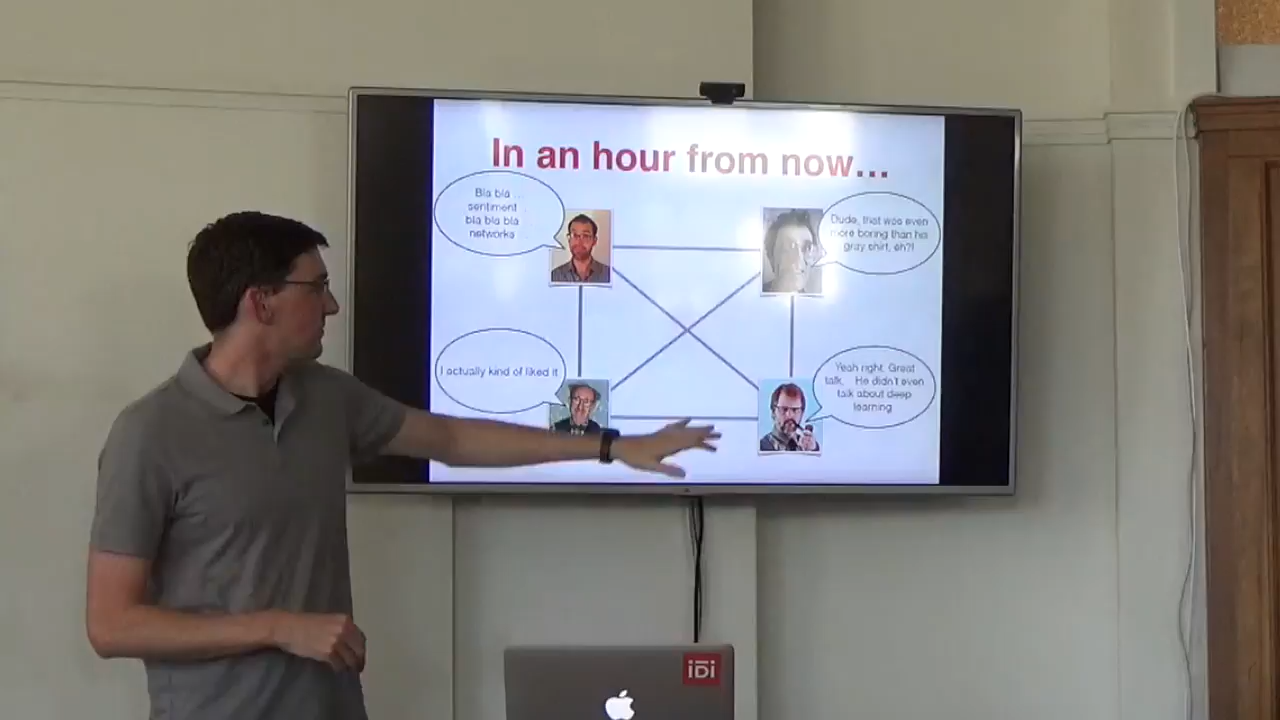 In an hour from now...
Bla bla ...
sentiment ...
bla bla bla
networks
Dude, that was even
more boring than his
gray shirt, eh?!
I actually kind of liked it
Yeah right, Great
talk, He didn't even
talk about deep
learning
iDi